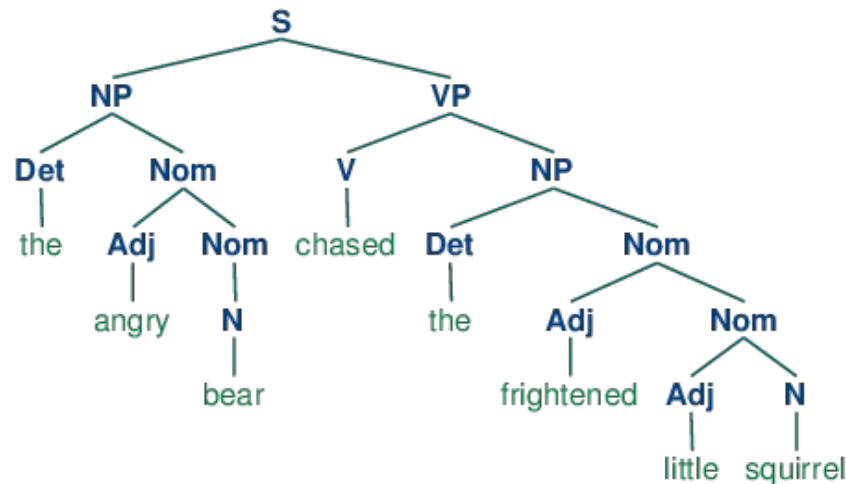 S
NP VP
Det Nom V NP
the Adj Nom chased Det Nom
angry N the Adj Nom
bear frightened Adj N
little squirrel